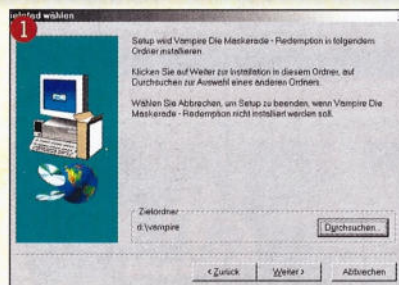 1
wählen
Setup wird Vampire Die Maskerade - Redemption in folgendem
Ordner installieren.
Klicken Sie auf Weiter zur Installation in diesem Ordner, auf
Durchsuchen zur Auswahl eines anderen Ordners.
Wählen Sie Abbrechen, um Setup zu beenden, wenn Vampire Die
Maskerade - Redemption nicht installiert werden soll.
Zielordner
d:\vampire
Durchsuchen...
< Zurück
Weiter >
Abbrechen